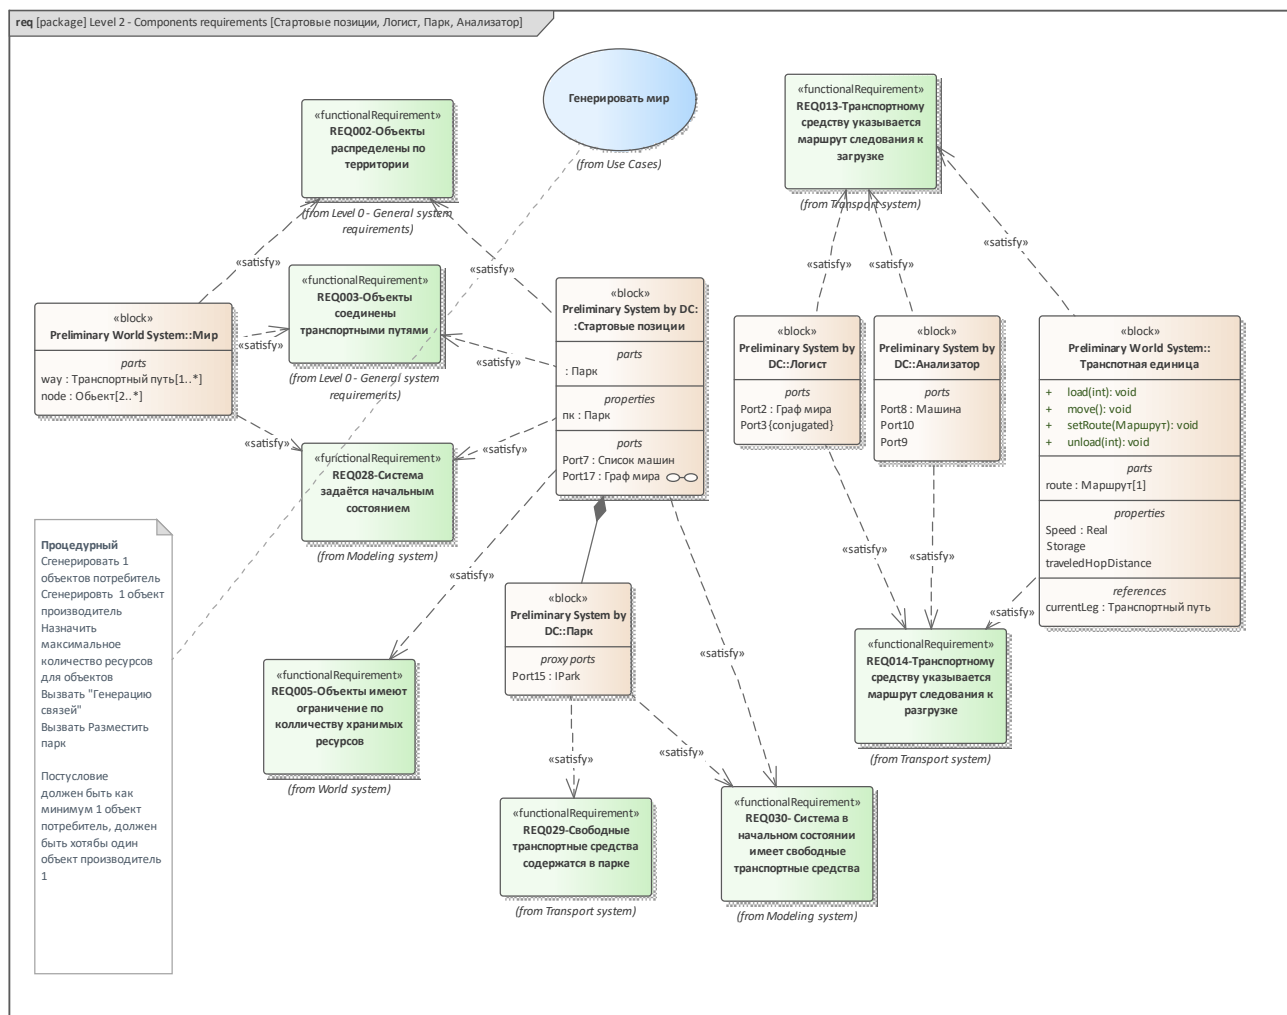 req [package] Level 2 - Components requirements [Стартовые позиции, Логист, Парк, Анализатор]
Генерировать мир
(from Use Cases)
«functionalRequirement»
REQ002-Объекты
распределены по
территории
(from Level 0 - General system
requirements)
«functionalRequirement»
REQ013-Транспортному
средству указывается
маршрут следования к
загрузке
(from Transport system)
«satisfy»
«satisfy»
«satisfy»
«satisfy»
«satisfy»
«functionalRequirement»
REQ003-Объекты
соединены
транспортными путями
(from Level 0 - General system
requirements)
«block»
Preliminary World System::Мир
parts
way : Транспортный путь[1..*]
node : Обьект[2..*]
«satisfy»
«satisfy»
«satisfy»
«satisfy»
«block»
Preliminary System by DC:
:Стартовые позиции
parts
: Парк
properties
пк : Парк
ports
Port7 : Список машин
Port17 : Граф мира
«block»
Preliminary System by
DC::Логист
ports
Port2 : Граф мира
Port3{conjugated}
«block»
Preliminary System by
DC::Анализатор
ports
Port8 : Машина
Port10
Port9
«block»
Preliminary World System::
Транспотная единица
+ load(int): void
+ move(): void
+ setRoute(Маршрут): void
+ unload(int): void
parts
route : Маршрут[1]
properties
Speed : Real
Storage
traveledHopDistance
references
currentLeg : Транспортный путь
«functionalRequirement»
REQ028-Система
задаётся начальным
состоянием
(from Modeling system)
Процедурный
Сгенерировать 1
объектов потребитель
Сгенеровть 1 объект
производитель
Назначить
максимальное
количество ресурсов
для объектов
Вызвать "Генерацию
связей"
Вызвать Разместить
парк
Постусловие
должен быть как
минимум 1 объект
потребитель, должен
быть хотябы один
объект производитель
1
«satisfy»
«satisfy»
«satisfy»
«satisfy»
«satisfy»
«block»
Preliminary System by
DC::Парк
proxy ports
Port15 : IPark
«functionalRequirement»
REQ014-Транспортному
средству указывается
маршрут следования к
разгрузке
(from Transport system)
«functionalRequirement»
REQ005-Объекты имеют
ограничение по
колличеству хранимых
ресурсов
(from World system)
«satisfy»
«satisfy»
«functionalRequirement»
REQ029-Свободные
транспортные средства
содержатся в парке
(from Transport system)
«functionalRequirement»
REQ030- Система в
начальном состоянии
имеет свободные
транспортные средства
(from Modeling system)